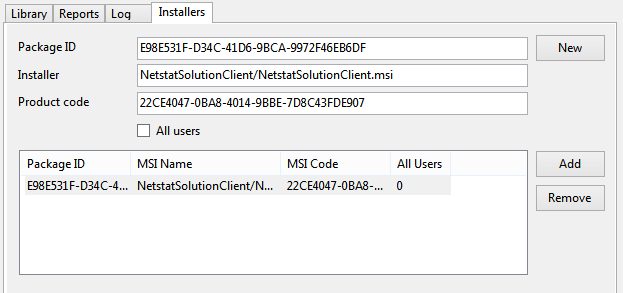 Library Reports Log Installers
Package ID E98E531F-D34C-41D6-9BCA-9972F46EB6DF New
Installer NetstatSolutionClient/NetstatSolutionClient.msi
Product code 22CE4047-0BA8-4014-9BBE-7D8C43FDE907
All users
Package ID MSI Name MSI Code All Users Add
E98E531F-D34C-4... NetstatSolutionClient/N... 22CE4047-0BA8-... 0
Remove